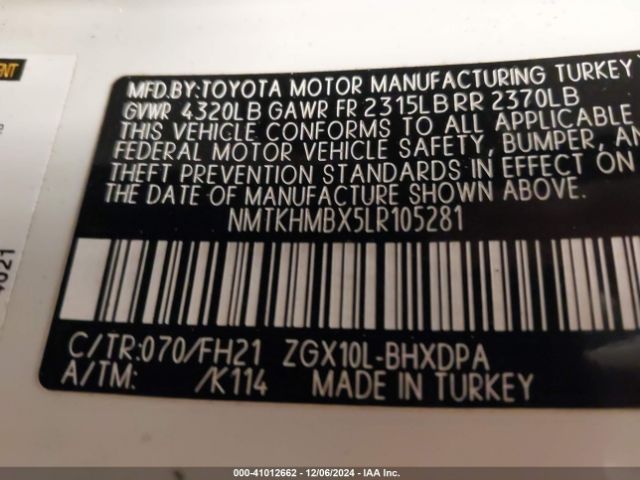 MFD.BY:TOYOTA MOTOR MANUFACTURING TURKEY
GVWR 4320LB GAWR FR 2315LB RR 2370LB
THIS VEHICLE CONFORMS TO ALL APPLICABLE
FEDERAL MOTOR VEHICLE SAFETY, BUMPER, AN
THEFT PREVENTION STANDARDS IN EFFECT ON
THE DATE OF MANUFACTURE SHOWN ABOVE.
NMTKHMBX5LR105281
C/TR:070/FH21 ZGX10L-BHXDPA
A/TM: /K114 MADE IN TURKEY
000-41012662 - 12/06/2024 - IAAI.COM